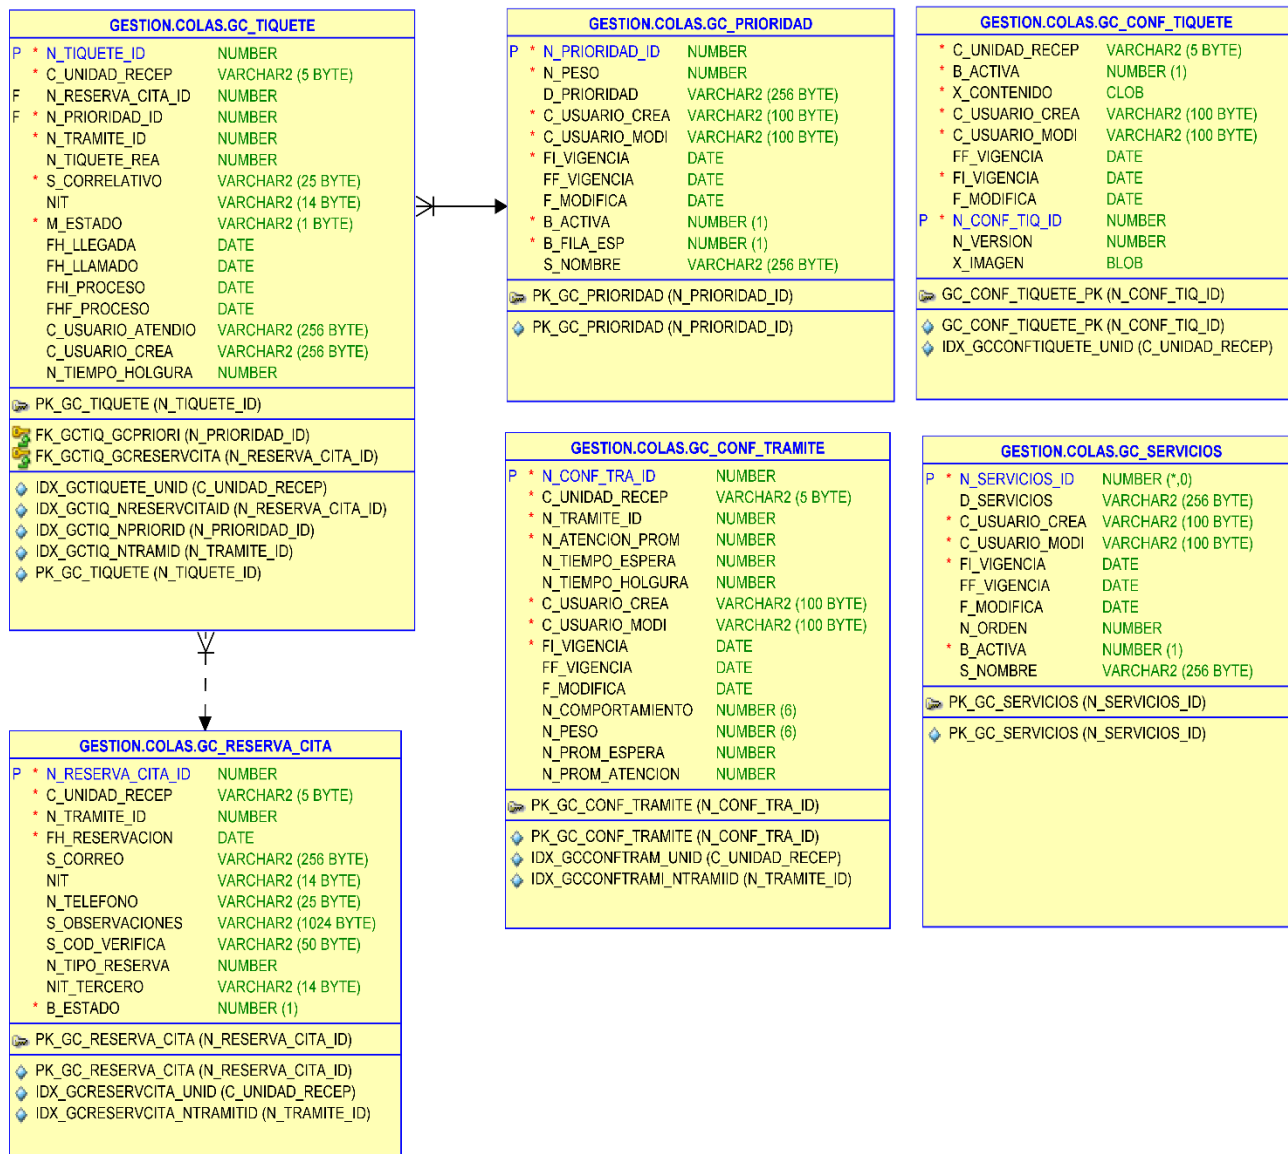 GESTION.COLAS.GC_TIQUETE
P * N_TIQUETE_ID NUMBER
* C_UNIDAD_RECEP VARCHAR2 (5 BYTE)
F N_RESERVA_CITA_ID NUMBER
F * N_PRIORIDAD_ID NUMBER
* N_TRAMITE_ID NUMBER
N_TIQUETE_REA NUMBER
* S_CORRELATIVO VARCHAR2 (25 BYTE)
NIT VARCHAR2 (14 BYTE)
* M_ESTADO VARCHAR2 (1 BYTE)
FH_LLEGADA DATE
FH_LLAMADO DATE
FHI_PROCESO DATE
FHF_PROCESO DATE
C_USUARIO_ATENDIO VARCHAR2 (256 BYTE)
C_USUARIO_CREA VARCHAR2 (256 BYTE)
N_TIEMPO_HOLGURA NUMBER
PK_GC_TIQUETE (N_TIQUETE_ID)
FK_GCTIQ_GCPRIORI (N_PRIORIDAD_ID)
FK_GCTIQ_GCRESERVCITA (N_RESERVA_CITA_ID)
IDX_GCTIQUETE_UNID (C_UNIDAD_RECEP)
IDX_GCTIQ_NRESERVCITAID (N_RESERVA_CITA_ID)
IDX_GCTIQ_NPRIORID (N_PRIORIDAD_ID)
IDX_GCTIQ_NTRAMID (N_TRAMITE_ID)
PK_GC_TIQUETE (N_TIQUETE_ID)
GESTION.COLAS.GC_PRIORIDAD
P * N_PRIORIDAD_ID NUMBER
* N_PESO NUMBER
D_PRIORIDAD VARCHAR2 (256 BYTE)
* C_USUARIO_CREA VARCHAR2 (100 BYTE)
* C_USUARIO_MODI VARCHAR2 (100 BYTE)
* FI_VIGENCIA DATE
FF_VIGENCIA DATE
F_MODIFICA DATE
* B_ACTIVA NUMBER (1)
* B_FILA_ESP NUMBER (1)
S_NOMBRE VARCHAR2 (256 BYTE)
PK_GC_PRIORIDAD (N_PRIORIDAD_ID)
PK_GC_PRIORIDAD (N_PRIORIDAD_ID)
GESTION.COLAS.GC_CONF_TIQUETE
* C_UNIDAD_RECEP VARCHAR2 (5 BYTE)
* B_ACTIVA NUMBER (1)
* X_CONTENIDO CLOB
* C_USUARIO_CREA VARCHAR2 (100 BYTE)
* C_USUARIO_MODI VARCHAR2 (100 BYTE)
FF_VIGENCIA DATE
* FI_VIGENCIA DATE
F_MODIFICA DATE
P * N_CONF_TIQ_ID NUMBER
N_VERSION NUMBER
X_IMAGEN BLOB
GC_CONF_TIQUETE_PK (N_CONF_TIQ_ID)
GC_CONF_TIQUETE_PK (N_CONF_TIQ_ID)
IDX_GCCONFTIQUETE_UNID (C_UNIDAD_RECEP)
GESTION.COLAS.GC_CONF_TRAMITE
P * N_CONF_TRA_ID NUMBER
* C_UNIDAD_RECEP VARCHAR2 (5 BYTE)
* N_TRAMITE_ID NUMBER
* N_ATENCION_PROM NUMBER
N_TIEMPO_ESPERA NUMBER
N_TIEMPO_HOLGURA NUMBER
* C_USUARIO_CREA VARCHAR2 (100 BYTE)
* C_USUARIO_MODI VARCHAR2 (100 BYTE)
* FI_VIGENCIA DATE
FF_VIGENCIA DATE
F_MODIFICA DATE
N_COMPORTAMIENTO NUMBER (6)
N_PESO NUMBER (6)
N_PROM_ESPERA NUMBER
N_PROM_ATENCION NUMBER
PK_GC_CONF_TRAMITE (N_CONF_TRA_ID)
PK_GC_CONF_TRAMITE (N_CONF_TRA_ID)
IDX_GCCONFTRAM_UNID (C_UNIDAD_RECEP)
IDX_GCCONFTRAMI_NTRAMIID (N_TRAMITE_ID)
GESTION.COLAS.GC_SERVICIOS
P * N_SERVICIOS_ID NUMBER (*,0)
D_SERVICIOS VARCHAR2 (256 BYTE)
* C_USUARIO_CREA VARCHAR2 (100 BYTE)
* C_USUARIO_MODI VARCHAR2 (100 BYTE)
* FI_VIGENCIA DATE
FF_VIGENCIA DATE
F_MODIFICA DATE
N_ORDEN NUMBER
* B_ACTIVA NUMBER (1)
S_NOMBRE VARCHAR2 (256 BYTE)
PK_GC_SERVICIOS (N_SERVICIOS_ID)
PK_GC_SERVICIOS (N_SERVICIOS_ID)
GESTION.COLAS.GC_RESERVA_CITA
P * N_RESERVA_CITA_ID NUMBER
* C_UNIDAD_RECEP VARCHAR2 (5 BYTE)
* N_TRAMITE_ID NUMBER
* FH_RESERVACION DATE
S_CORREO VARCHAR2 (256 BYTE)
NIT VARCHAR2 (14 BYTE)
N_TELEFONO VARCHAR2 (25 BYTE)
S_OBSERVACIONES VARCHAR2 (1024 BYTE)
S_COD_VERIFICA VARCHAR2 (50 BYTE)
N_TIPO_RESERVA NUMBER
NIT_TERCERO VARCHAR2 (14 BYTE)
* B_ESTADO NUMBER (1)
PK_GC_RESERVA_CITA (N_RESERVA_CITA_ID)
PK_GC_RESERVA_CITA (N_RESERVA_CITA_ID)
IDX_GCRESERVCITA_UNID (C_UNIDAD_RECEP)
IDX_GCRESERVCITA_NTRAMITID (N_TRAMITE_ID)